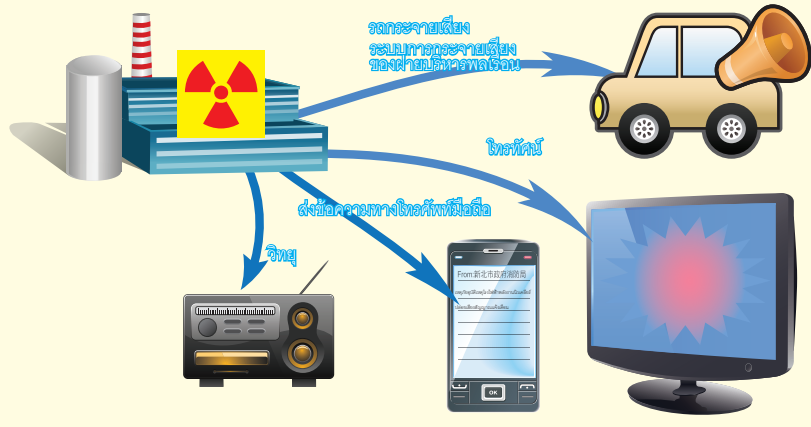 รถกระจายเสียง
ระบบการกระจายเสียง
ของฝ่ายบริหารพลเรือน
โทรทัศน์
ส่งข้อความทางโทรศัพท์มือถือ
วิทยุ
From:新北市政府消防局
OK